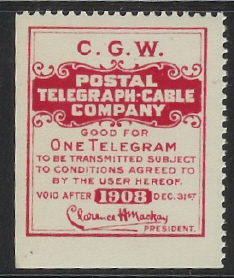 C. G. W.
POSTAL
TELEGRAPH-CABLE
COMPANY
GOOD FOR
ONE TELEGRAM
TO BE TRANSMITTED SUBJECT
TO CONDITIONS AGREED TO
BY THE USER HEREOF.
VOID AFTER 1908 DEC. 31ST
Clarence H Mackay
PRESIDENT.